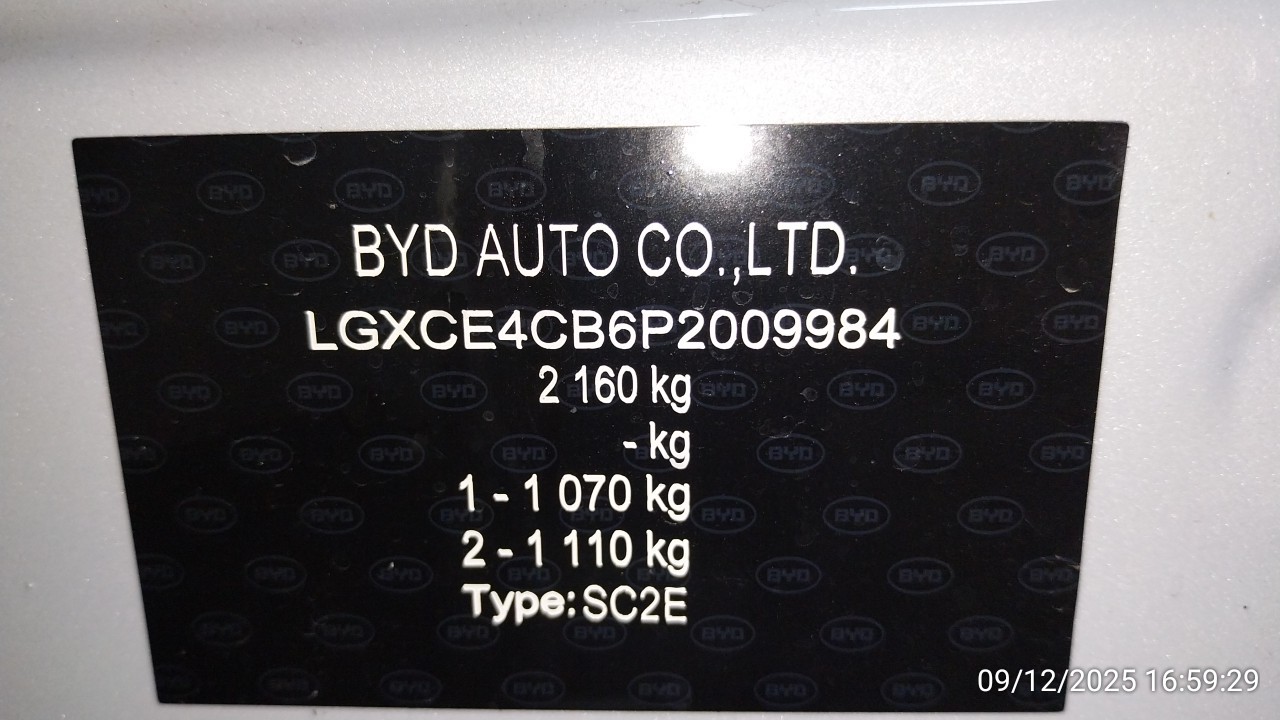 BYD AUTO CO.,LTD.
LGXCE4CB6P2009984
2 160 kg
- kg
1 - 1 070 kg
2 - 1 110 kg
Type: SC2E
09/12/2025 16:59:29